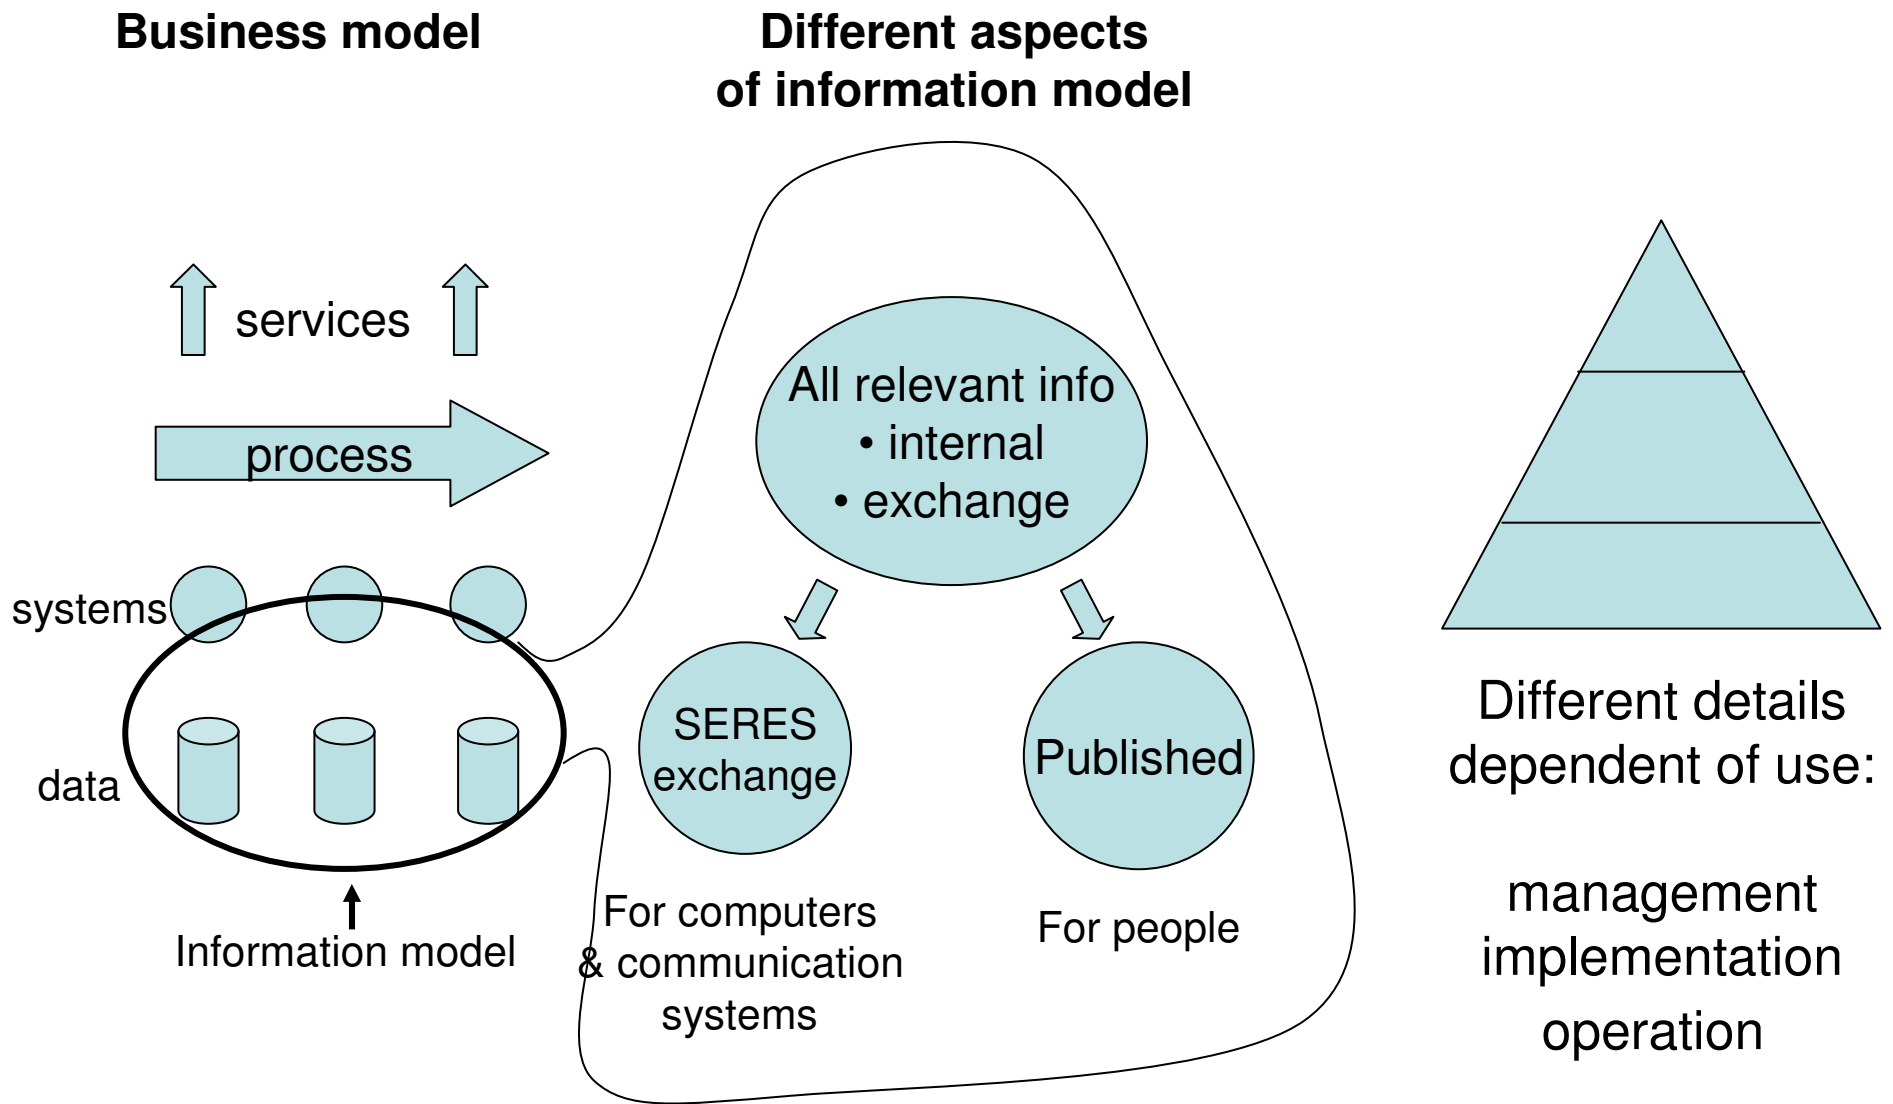 Business model
Different aspects
of information model
services
process
systems
data
Information model
All relevant info
• internal
• exchange
SERES
exchange
Published
For computers
& communication
systems
For people
Different details
dependent of use:
management
implementation
operation